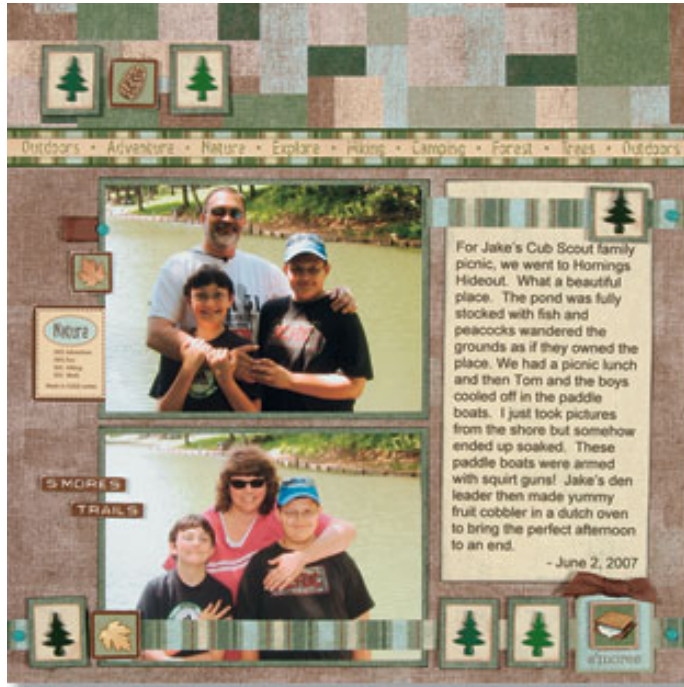 Outdoors • Adventure • Nature • Explore • Hiking • Camping • Forest • Trees • Outdoors
Nature
S'MORES
TRAILS
For Jake's Cub Scout family
picnic, we went to Hornings
Hideout. What a beautiful
place. The pond was fully
stocked with fish and
peacocks wandered the
grounds as if they owned the
place. We had a picnic lunch
and then Tom and the boys
cooled off in the paddle
boats. I just took pictures
from the shore but somehow
ended up soaked. These
paddle boats were armed
with squirt guns! Jake's den
leader then made yummy
fruit cobbler in a dutch oven
to bring the perfect afternoon
to an end.
- June 2, 2007
s'mores